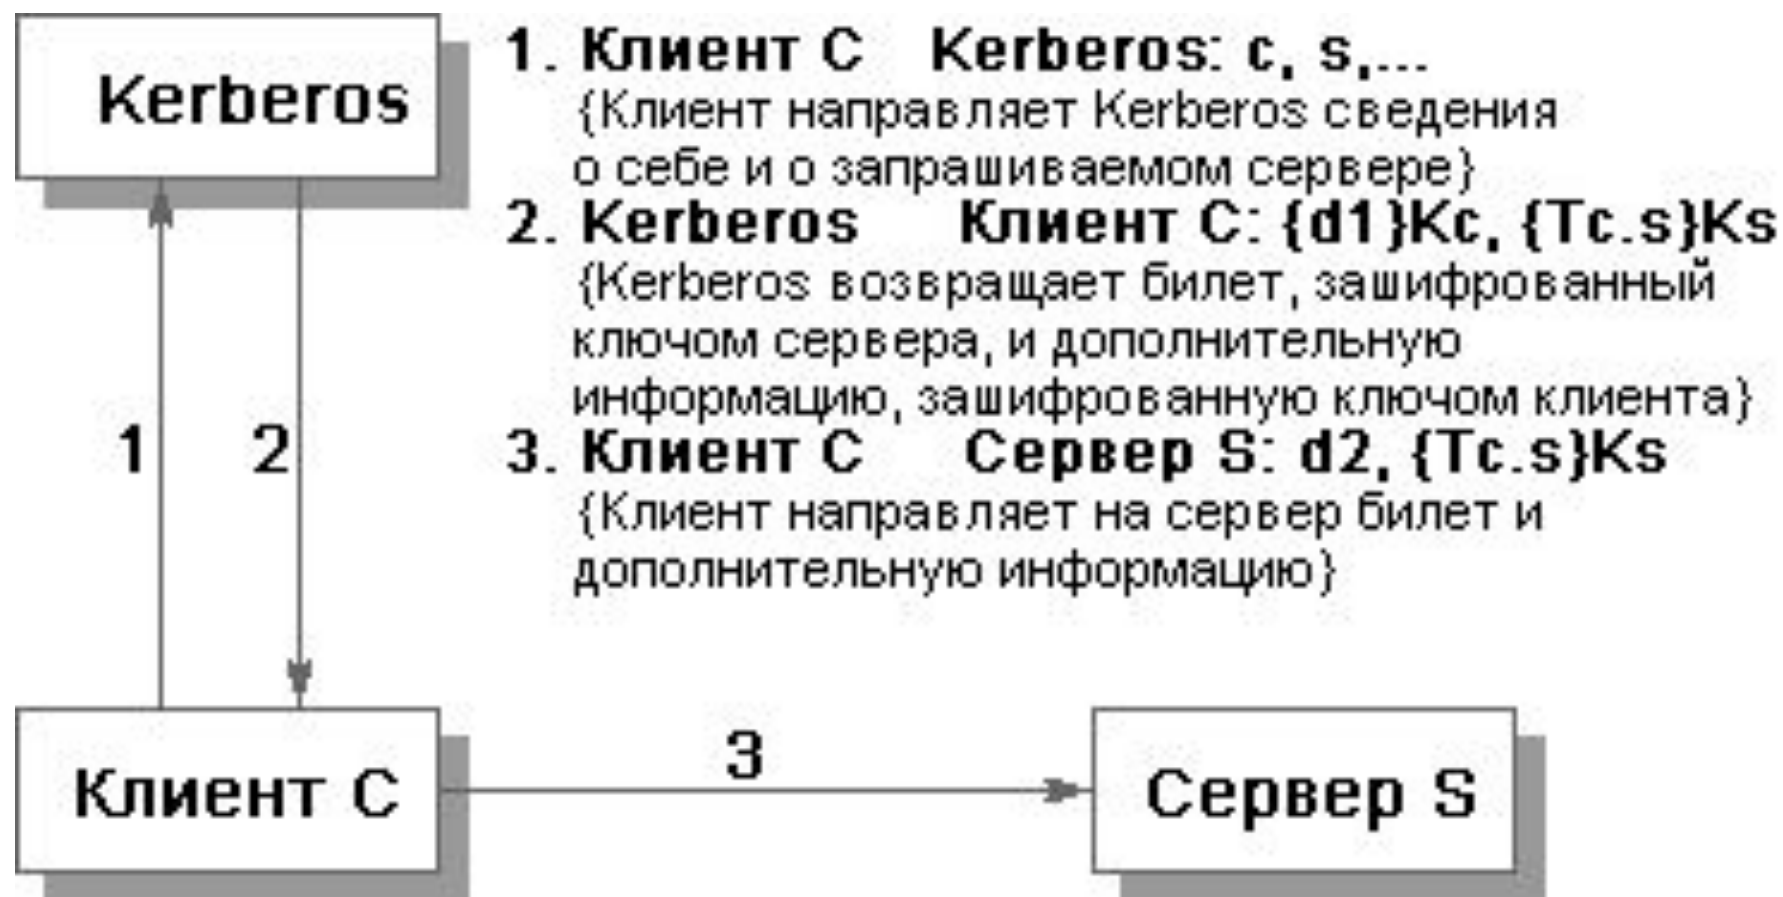 Kerberos
1. Клиент C Kerberos: c, s,...
{Клиент направляет Kerberos сведения
о себе и о запрашиваемом сервере}
2. Kerberos Клиент C: {d1}Kc, {Tc.s}Ks
{Kerberos возвращает билет, зашифрованный
ключом сервера, и дополнительную
информацию, зашифрованную ключом клиента}
1 2
3. Клиент C Сервер S: d2, {Tc.s}Ks
{Клиент направляет на сервер билет и
дополнительную информацию}
Клиент C
3
Сервер S